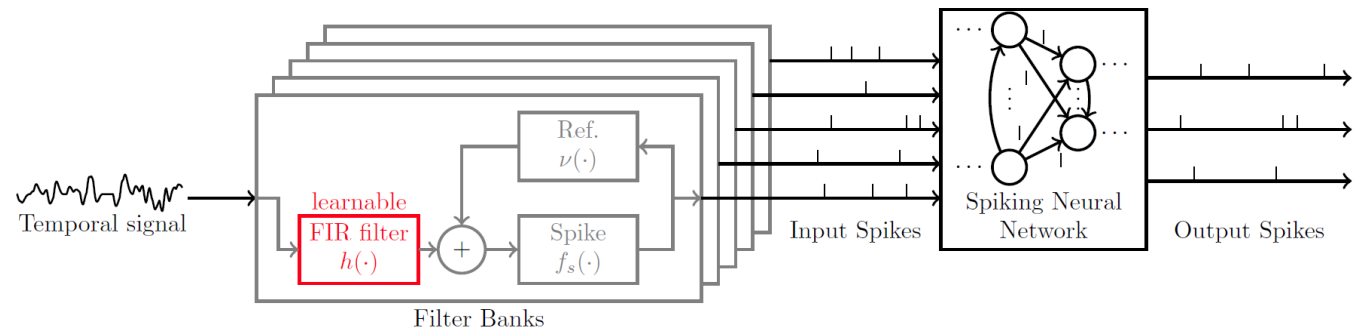 Temporal signal
learnable
FIR filter
h(·)
+
Ref.
ν(·)
Spike
f_s(·)
Filter Banks
Input Spikes
Spiking Neural
Network
Output Spikes